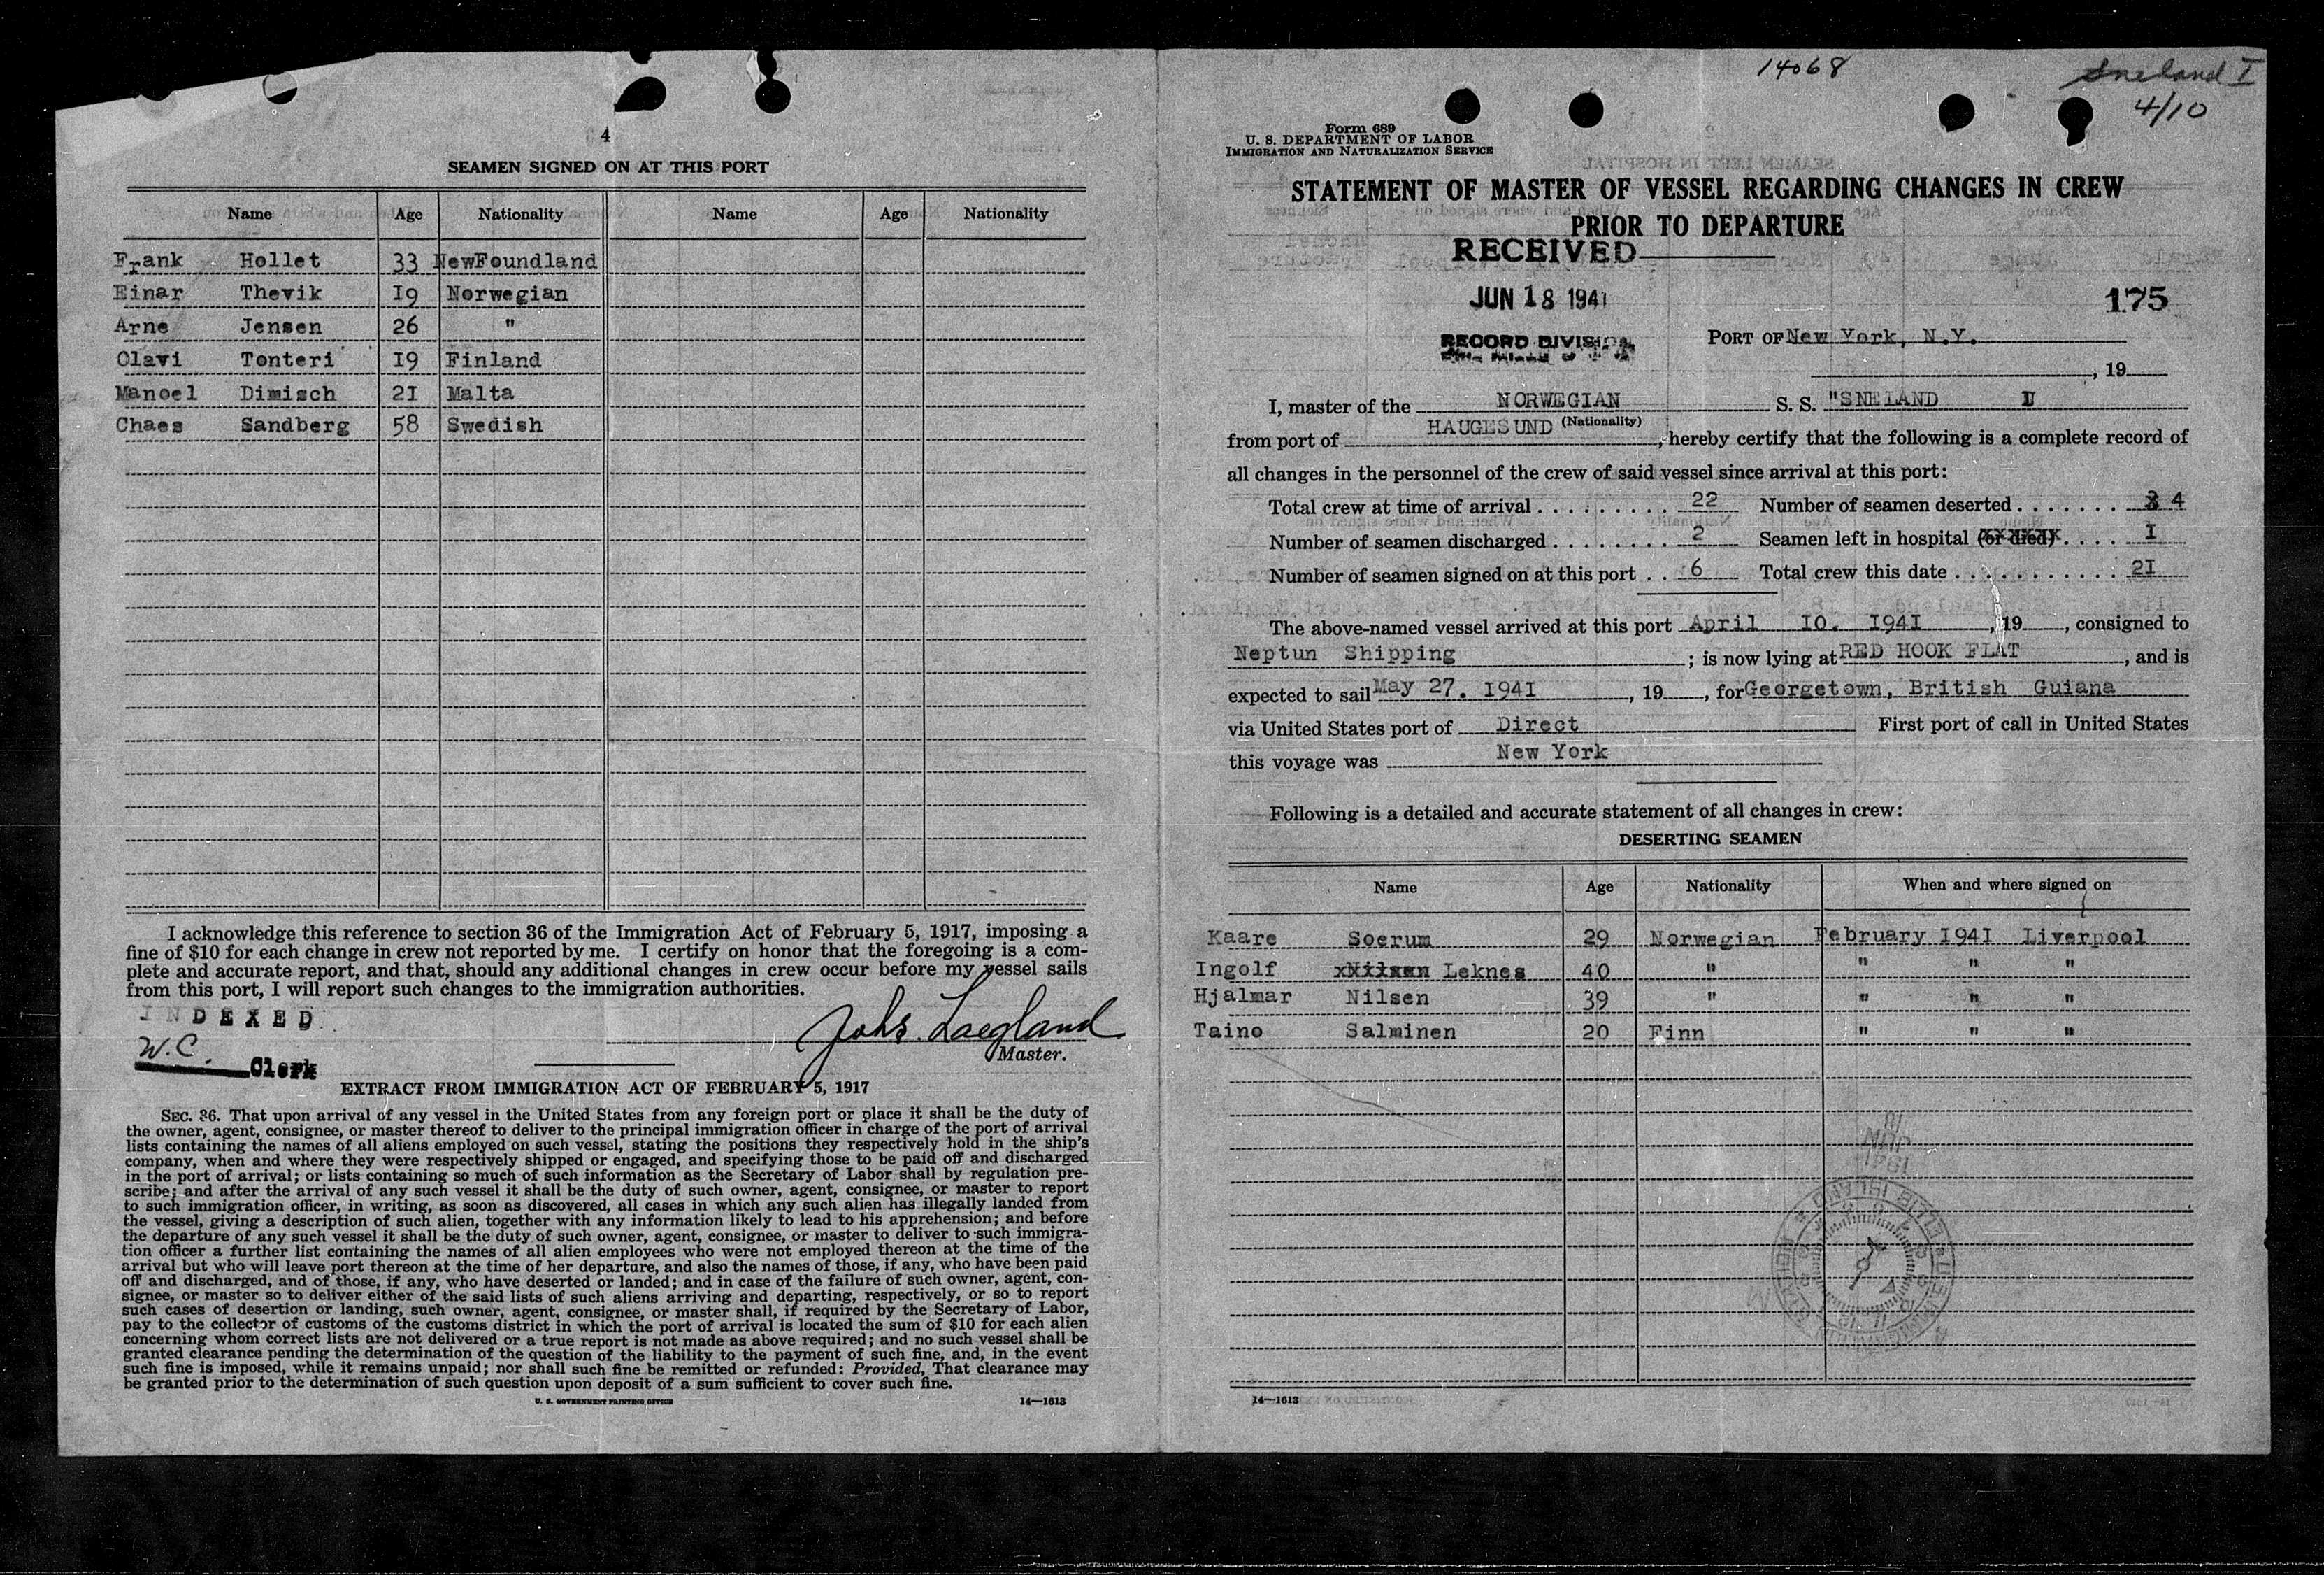 4
SEAMEN SIGNED ON AT THIS PORT
Name Age Nationality Name Age Nationality
Frank Hollet 33 NewFoundland
Einar Thevik I9 Norwegian
Arne Jensen 26 "
Olavi Tonteri I9 Finland
Manoel Dimisch 2I Malta
Chaes Sandberg 58 Swedish
I acknowledge this reference to section 36 of the Immigration Act of February 5, 1917, imposing a
fine of $10 for each change in crew not reported by me. I certify on honor that the foregoing is a com-
plete and accurate report, and that, should any additional changes in crew occur before my vessel sails
from this port, I will report such changes to the immigration authorities.
INDEXED
W.C. Clerk
Johs. Laegland
Master.
EXTRACT FROM IMMIGRATION ACT OF FEBRUARY 5, 1917
SEC. 36. That upon arrival of any vessel in the United States from any foreign port or place it shall be the duty of
the owner, agent, consignee, or master thereof to deliver to the principal immigration officer in charge of the port of arrival
lists containing the names of all aliens employed on such vessel, stating the positions they respectively hold in the ship's
company, when and where they were respectively shipped or engaged, and specifying those to be paid off and discharged
in the port of arrival; or lists containing so much of such information as the Secretary of Labor shall by regulation pre-
scribe; and after the arrival of any such vessel it shall be the duty of such owner, agent, consignee, or master to report
to such immigration officer, in writing, as soon as discovered, all cases in which any such alien has illegally landed from
the vessel, giving a description of such alien, together with any information likely to lead to his apprehension; and before
the departure of any such vessel it shall be the duty of such owner, agent, consignee, or master to deliver to such immigra-
tion officer a further list containing the names of all alien employees who were not employed thereon at the time of the
arrival but who will leave port thereon at the time of her departure, and also the names of those, if any, who have been paid
off and discharged, and of those, if any, who have deserted or landed; and in case of the failure of such owner, agent, con-
signee, or master so to deliver either of the said lists of such aliens arriving and departing, respectively, or so to report
such cases of desertion or landing, such owner, agent, consignee, or master shall, if required by the Secretary of Labor,
pay to the collector of customs of the customs district in which the port of arrival is located the sum of $10 for each alien
concerning whom correct lists are not delivered or a true report is not made as above required; and no such vessel shall be
granted clearance pending the determination of the question of the liability to the payment of such fine, and, in the event
such fine is imposed, while it remains unpaid; nor shall such fine be remitted or refunded: Provided, That clearance may
be granted prior to the determination of such question upon deposit of a sum sufficient to cover such fine.
U. S. GOVERNMENT PRINTING OFFICE 14—1613
14068
Sneland I
4/10
Form 689
U. S. DEPARTMENT OF LABOR
IMMIGRATION AND NATURALIZATION SERVICE
STATEMENT OF MASTER OF VESSEL REGARDING CHANGES IN CREW
PRIOR TO DEPARTURE
RECEIVED
JUN 18 1941
175
RECORD DIVISION
PORT OF New York, N.Y.
, 19
I, master of the NORWEGIAN S. S. "SNELAND
(Nationality)
from port of HAUGESUND, hereby certify that the following is a complete record of
all changes in the personnel of the crew of said vessel since arrival at this port:
Total crew at time of arrival . . . . . . . . . 22 Number of seamen deserted . . . . . . . 4
Number of seamen discharged . . . . . . . . 2 Seamen left in hospital (or died) . . . . I
Number of seamen signed on at this port . . 6 Total crew this date . . . . . . . . . . . 2I
The above-named vessel arrived at this port April IO. I94I, 19 , consigned to
Neptun Shipping ; is now lying at RED HOOK FLAT , and is
expected to sail May 27. I94I , 19 , for Georgetown, British Guiana
via United States port of Direct First port of call in United States
this voyage was New York
Following is a detailed and accurate statement of all changes in crew:
DESERTING SEAMEN
Name Age Nationality When and where signed on
Kaare Soerum 29 Norwegian February I94I Liverpool
Ingolf xNilsen Leknes 40 " " " "
Hjalmar Nilsen 39 " " " "
Taino Salminen 20 Finn " " "
14—1613